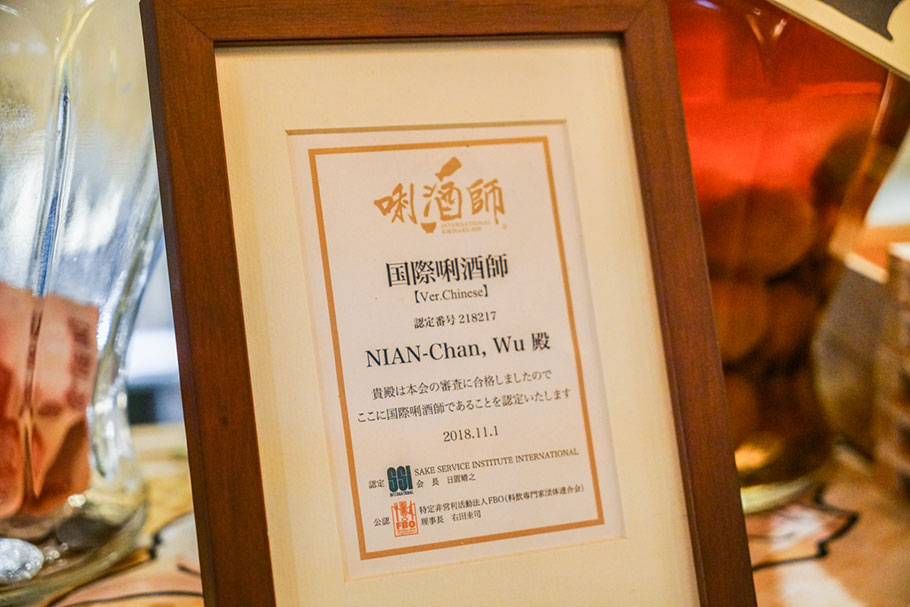 唎酒師
INTERNATIONAL
KIKISAKE-SHI
国際唎酒師
【Ver.Chinese】
認定番号 218217
NIAN-Chan, Wu 殿
貴殿は本会の審査に合格しましたので
ここに国際唎酒師であることを認定いたします
2018.11.1
認定 SSI INTERNATIONAL SAKE SERVICE INSTITUTE INTERNATIONAL
会 長 日置晴之
公認 FBO 特定非営利活動法人FBO(料飲専門家団体連合会)
理事長 右田圭司